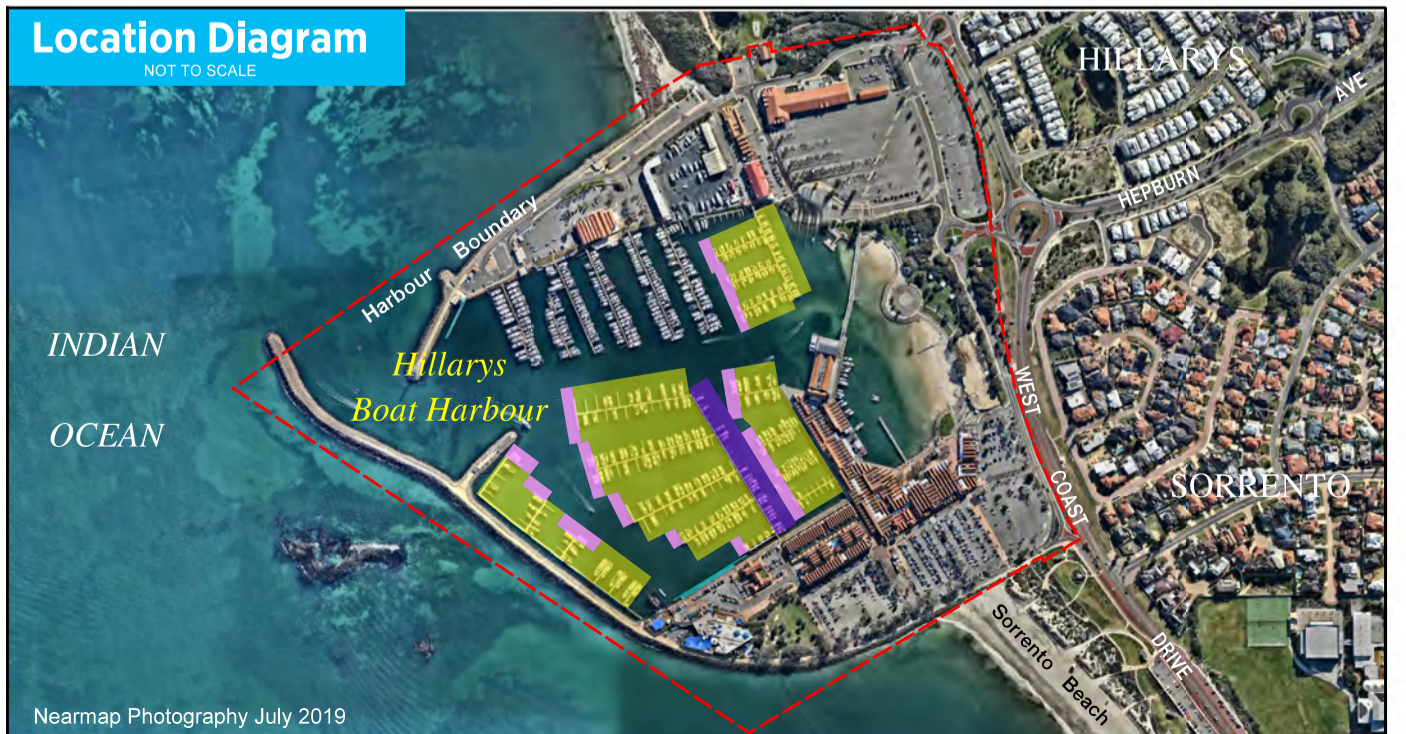 Location Diagram
NOT TO SCALE
HILLARYS
AVE
HEPBURN
Harbour Boundary
INDIAN
OCEAN
Hillarys
Boat Harbour
WEST
COAST
DRIVE
SORRENTO
Sorrento Beach
Nearmap Photography July 2019